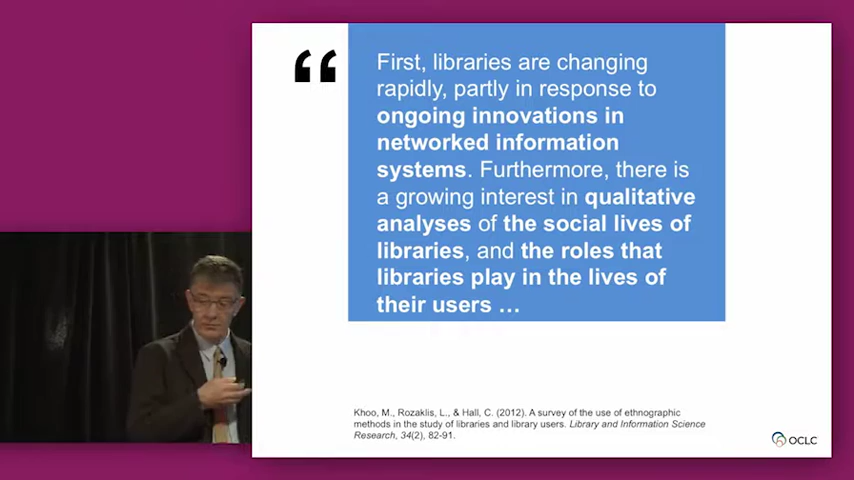 “
First, libraries are changing
rapidly, partly in response to
ongoing innovations in
networked information
systems. Furthermore, there is
a growing interest in qualitative
analyses of the social lives of
libraries, and the roles that
libraries play in the lives of
their users ...
Khoo, M., Rozaklis, L., & Hall, C. (2012). A survey of the use of ethnographic
methods in the study of libraries and library users. Library and Information Science
Research, 34(2), 82-91.
OCLC